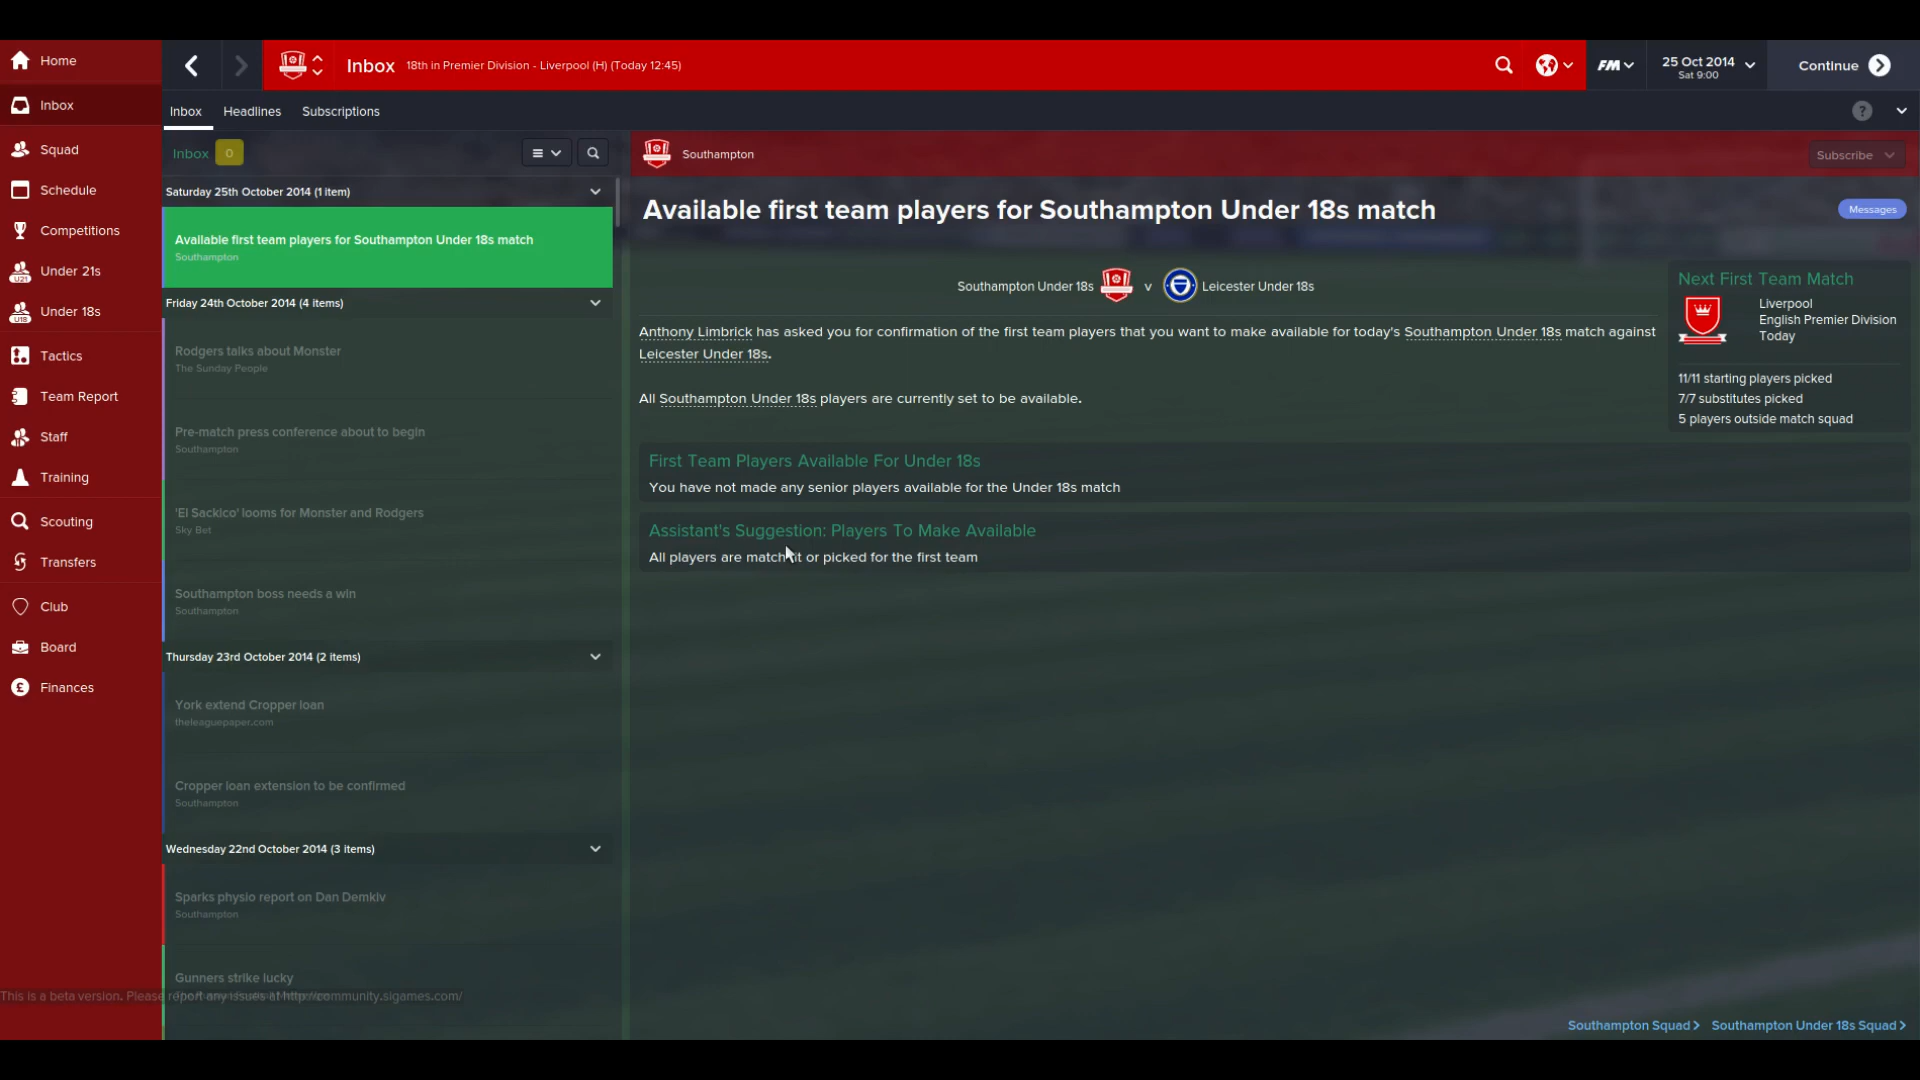 Home
Inbox
Squad
Schedule
Competitions
Under 21s
Under 18s
Tactics
Team Report
Staff
Training
Scouting
Transfers
Club
Board
Finances
Inbox 18th in Premier Division - Liverpool (H) (Today 12:45)
FM
25 Oct 2014
Sat 9:00
Continue
Inbox Headlines Subscriptions
?
Inbox 0
Saturday 25th October 2014 (1 item)
Available first team players for Southampton Under 18s match
Southampton
Friday 24th October 2014 (4 items)
Rodgers talks about Monster
The Sunday People
Pre-match press conference about to begin
Southampton
'El Sackico' looms for Monster and Rodgers
Sky Bet
Southampton boss needs a win
Southampton
Thursday 23rd October 2014 (2 items)
York extend Cropper loan
theleaguepaper.com
Cropper loan extension to be confirmed
Southampton
Wednesday 22nd October 2014 (3 items)
Sparks physio report on Dan Demkiv
Southampton
Gunners strike lucky
This is a beta version. Please report any issues at http://community.sigames.com/
Southampton
Subscribe
Available first team players for Southampton Under 18s match
Messages
Southampton Under 18s v Leicester Under 18s
Anthony Limbrick has asked you for confirmation of the first team players that you want to make available for today's Southampton Under 18s match against
Leicester Under 18s.
All Southampton Under 18s players are currently set to be available.
First Team Players Available For Under 18s
You have not made any senior players available for the Under 18s match
Assistant's Suggestion: Players To Make Available
All players are match it or picked for the first team
Next First Team Match
Liverpool
English Premier Division
Today
11/11 starting players picked
7/7 substitutes picked
5 players outside match squad
Southampton Squad
Southampton Under 18s Squad